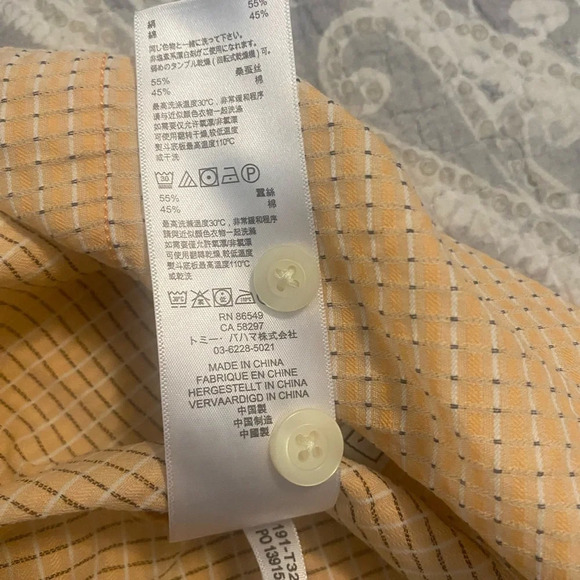 絹 55%
綿 45%
同じ色物と一緒に洗って下さい。
非塩素系漂白剤がご使用になれます。
弱めのタンブル乾燥(回転式乾燥機)可。
55% 桑蚕丝
45% 棉
最高洗涤温度30℃,非常缓和程序
请与近似颜色衣物一起洗涤
如需要仅允许氧漂/非氯漂
可使用翻转干燥,较低温度
熨斗底板最高温度110℃
或干洗
55% 蠶絲
45% 棉
最高洗滌溫度30℃,非常緩和程序
請與近似顏色衣物一起洗滌
如需要僅允許氧漂/非氯漂
可使用翻轉乾燥,較低溫度
熨斗底板最高溫度110℃
或乾洗
RN 86549
CA 58297
トミー・バハマ株式会社
03-6228-5021
MADE IN CHINA
FABRIQUE EN CHINE
HERGESTELLT IN CHINA
VERVAARDIGD IN CHINA
中国製
中国制造
中國製
191-T32
PO 13915